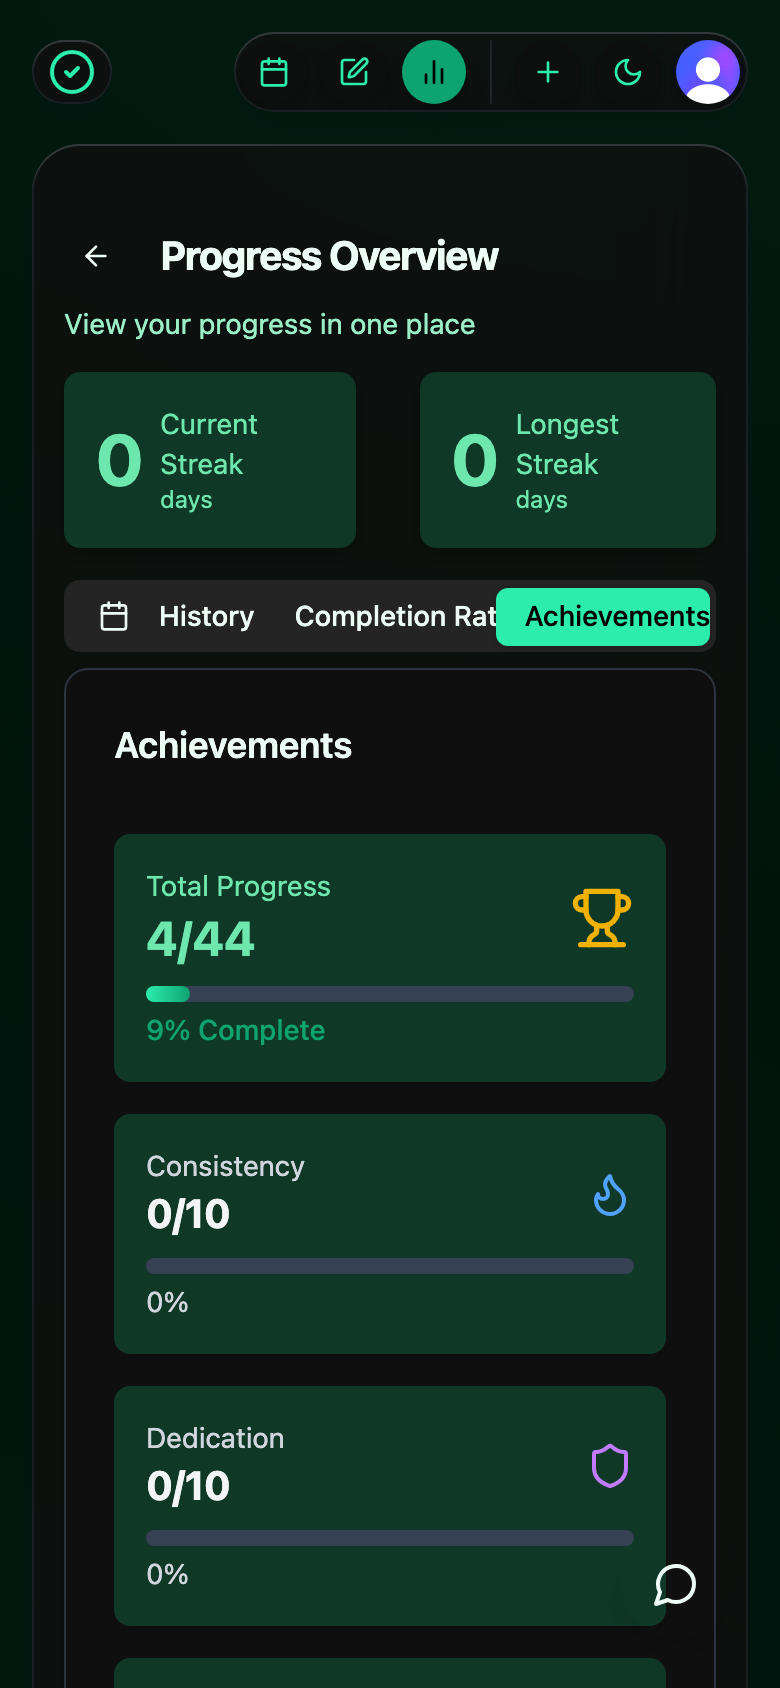 Progress Overview
View your progress in one place
0
Current
Streak
days
0
Longest
Streak
days
History
Completion Rat
Achievements
Achievements
Total Progress
4/44
9% Complete
Consistency
0/10
0%
Dedication
0/10
0%